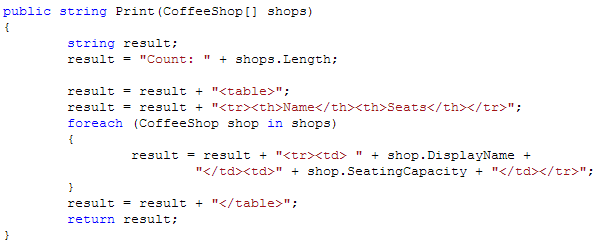 public string Print(CoffeeShop[] shops)
{
string result;
result = "Count: " + shops.Length;
result = result + "<table>";
result = result + "<tr><th>Name</th><th>Seats</th></tr>";
foreach (CoffeeShop shop in shops)
{
result = result + "<tr><td> " + shop.DisplayName +
"</td><td>" + shop.SeatingCapacity + "</td></tr>";
}
result = result + "</table>";
return result;
}